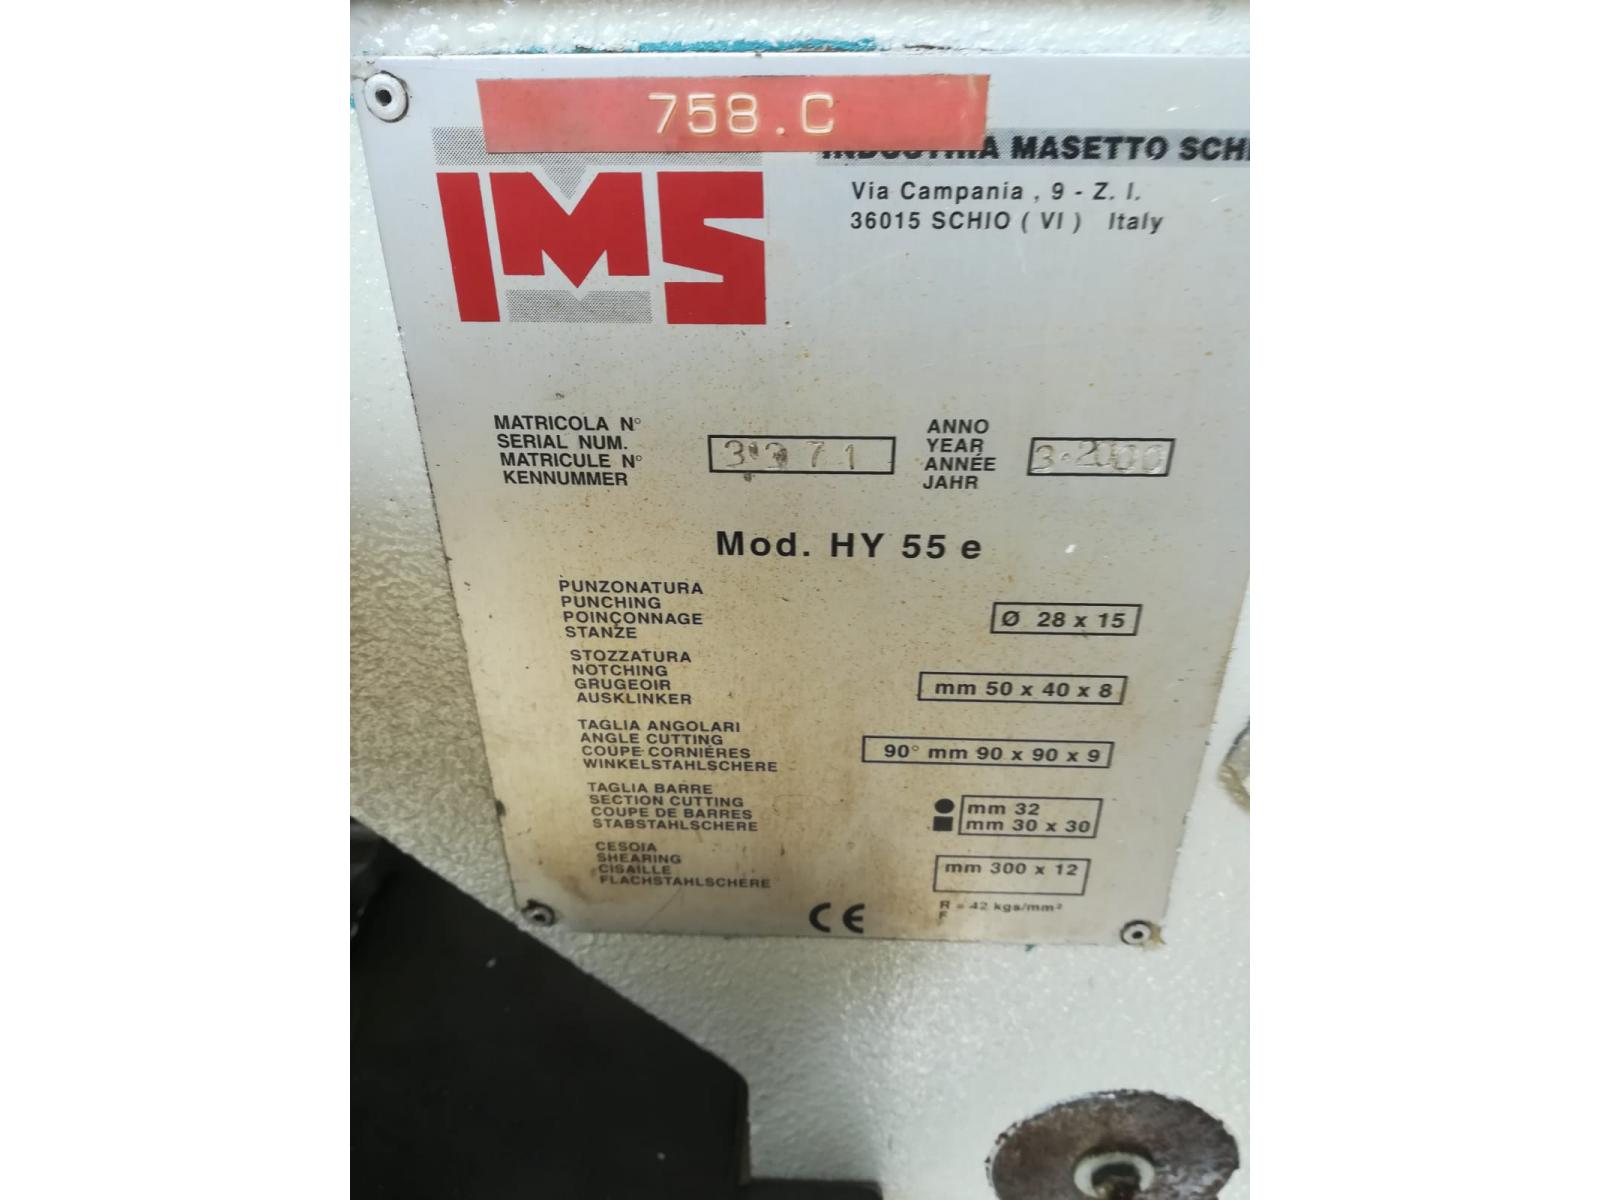 758.C
INDUSTRIA MASETTO
Via Campania , 9 - Z. I.
36015 SCHIO ( VI ) Italy
IMS
MATRICOLA N°
SERIAL NUM.
MATRICULE N°
KENNUMMER
ANNO
YEAR
ANNÉE
JAHR
3-2000
Mod. HY 55 e
PUNZONATURA
PUNCHING
POINÇONNAGE
STANZE
Ø 28 x 15
STOZZATURA
NOTCHING
GRUGEOIR
AUSKLINKER
mm 50 x 40 x 8
TAGLIA ANGOLARI
ANGLE CUTTING
COUPE CORNIÉRES
WINKELSTAHLSCHERE
90° mm 90 x 90 x 9
TAGLIA BARRE
SECTION CUTTING
COUPE DE BARRES
STABSTAHLSCHERE
mm 32
mm 30 x 30
CESOIA
SHEARING
CISAILLE
FLACHSTAHLSCHERE
mm 300 x 12
R = 42 kgs/mm²
F
CE